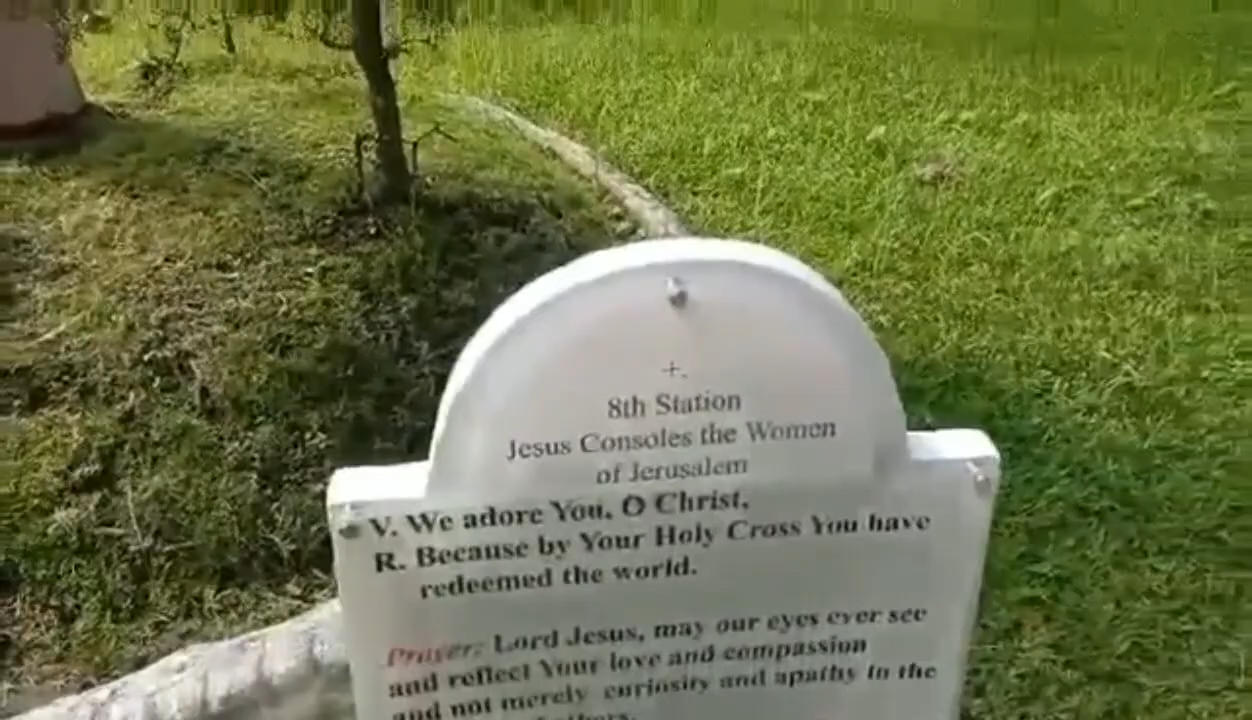 +.
8th Station
Jesus Consoles the Women
of Jerusalem
V. We adore You, O Christ,
R. Because by Your Holy Cross You have
redeemed the world.
Prayer: Lord Jesus, may our eyes ever see
and reflect Your love and compassion
and not merely curiosity and apathy to the
others.